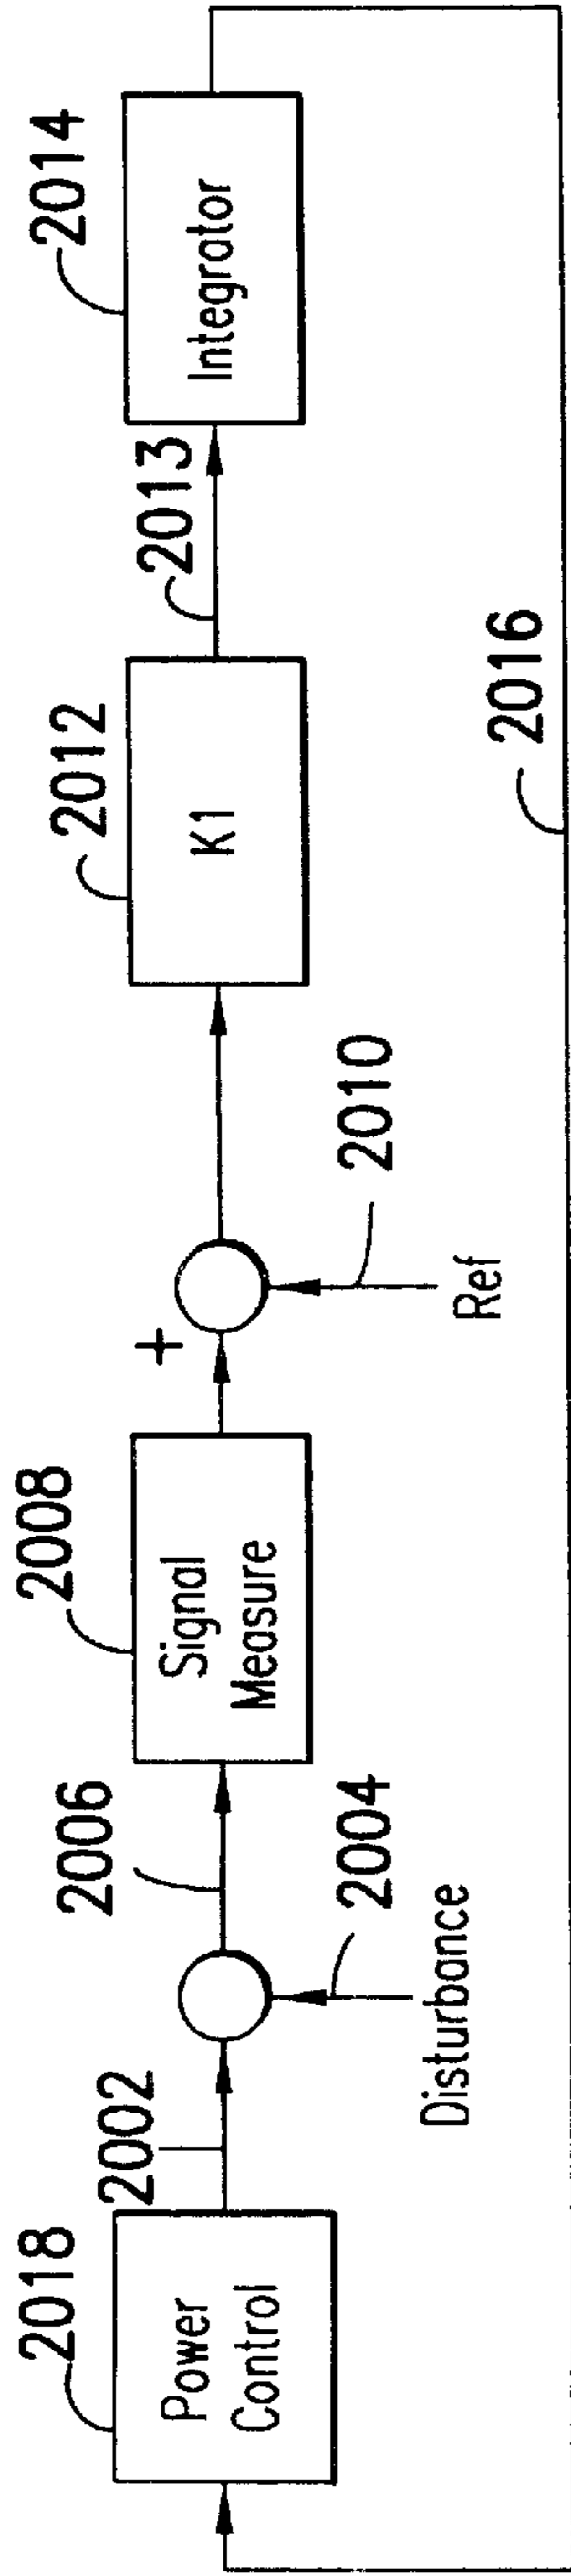 2018
Power
Control
2002
2004
Disturbance
2006
2008
Signal
Measure
+
2010
Ref
2012
K1
2013
2014
Integrator
2016